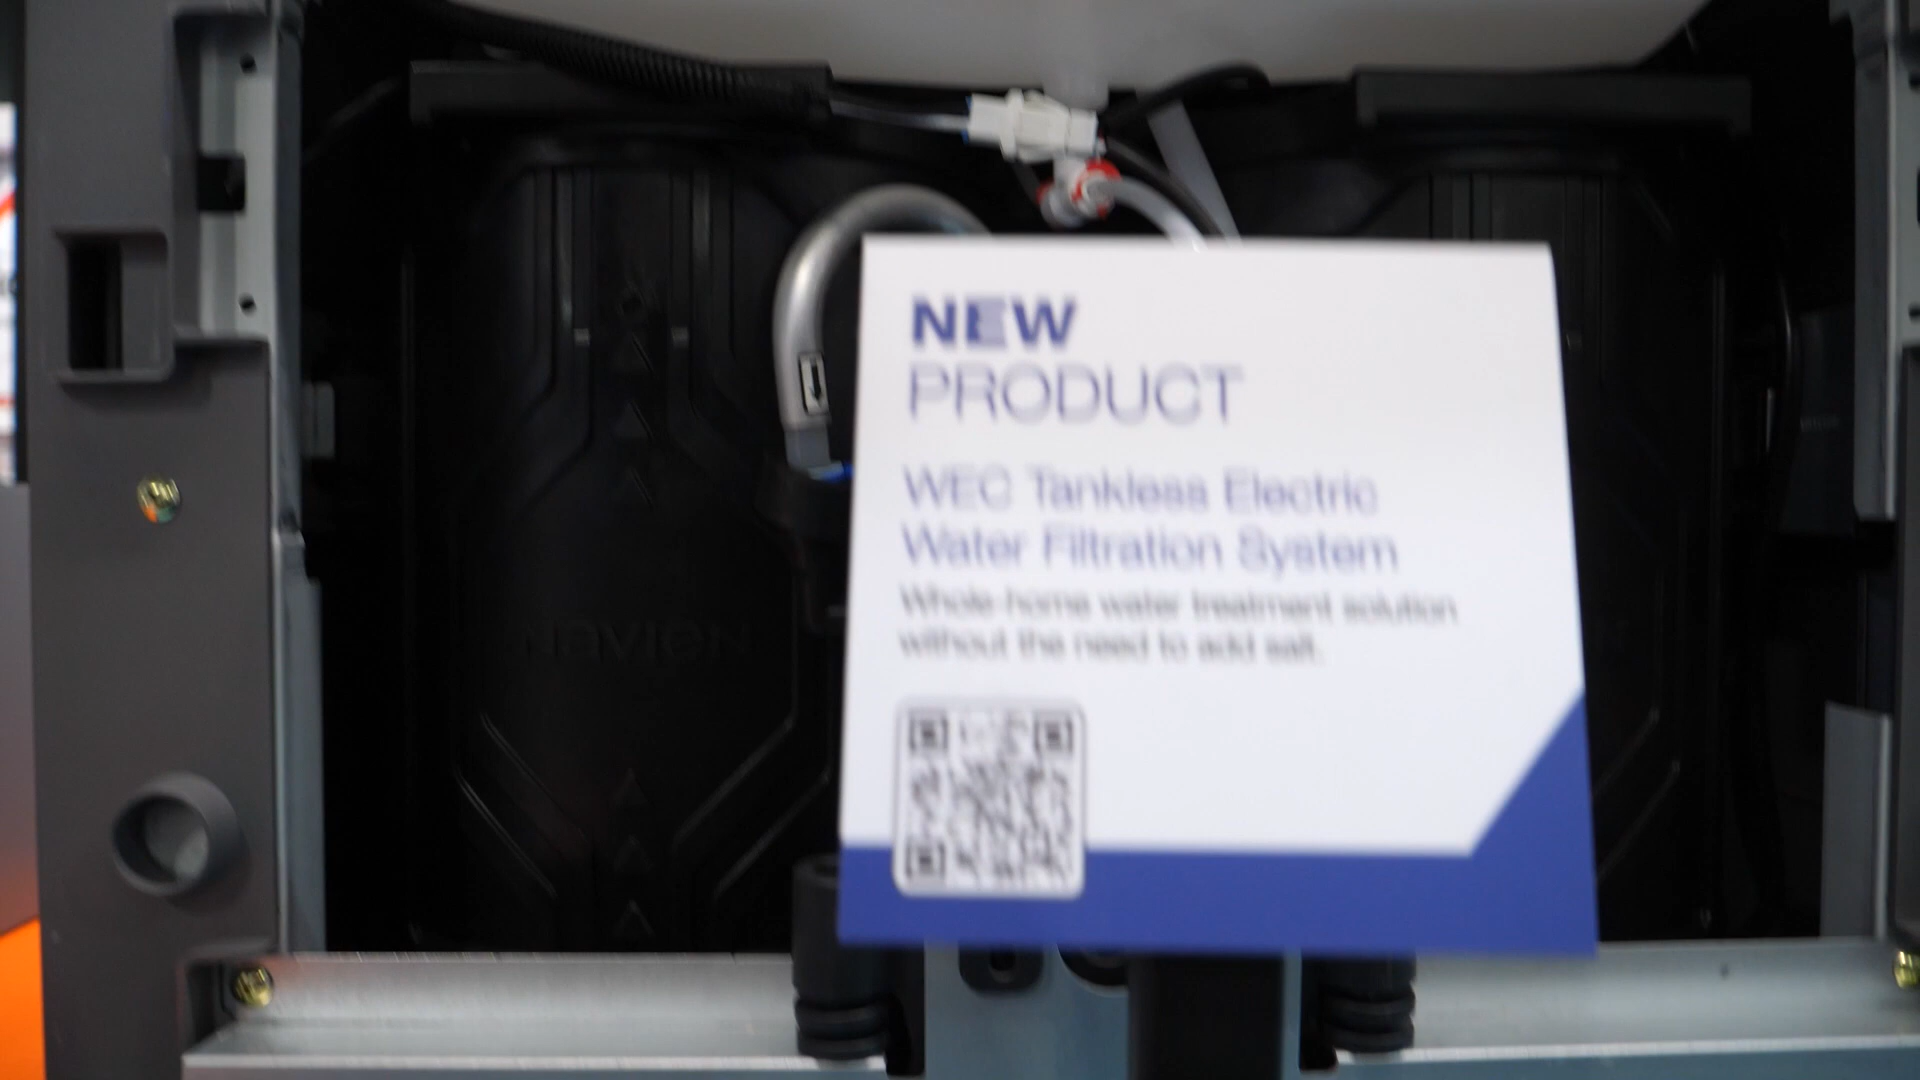 NEW
PRODUCT
WEC Tankless Electric
Water Filtration System
Whole-home water treatment solution
without the need to add salt.
NAVIEN